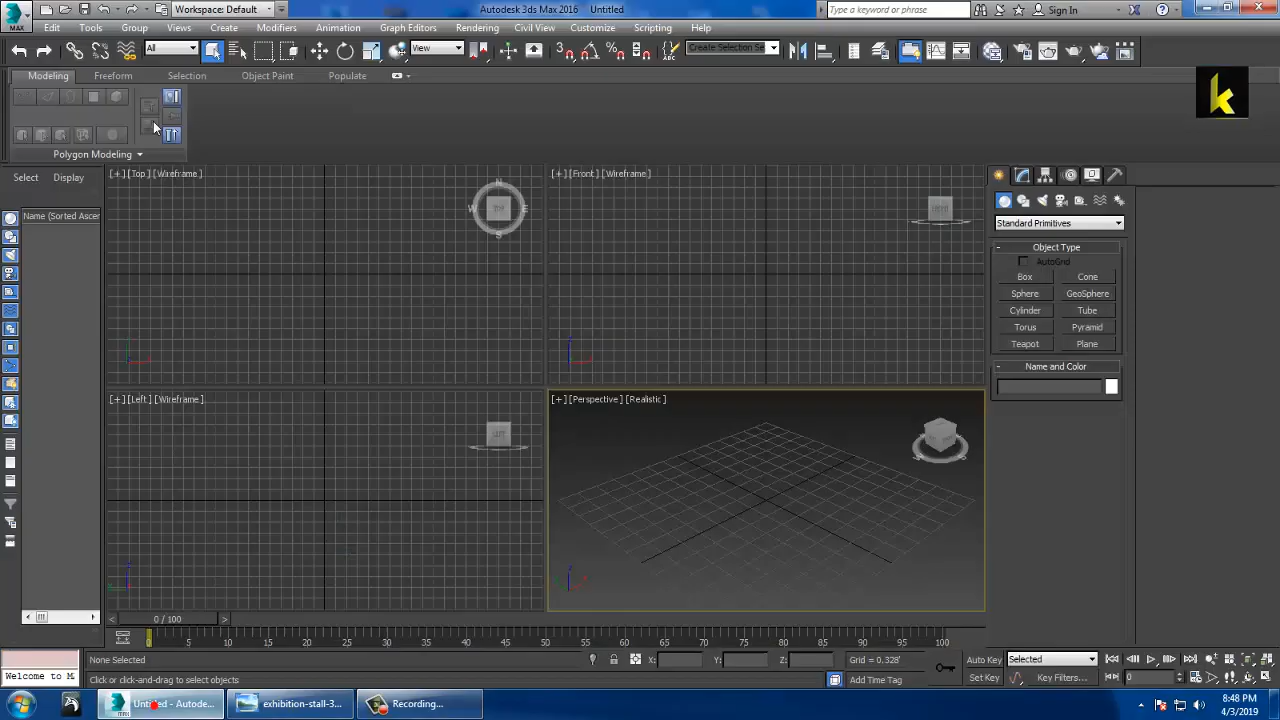 Workspace: Default
Autodesk 3ds Max 2016 Untitled
Type a keyword or phrase
Sign In
Edit Tools Group Views Create Modifiers Animation Graph Editors Rendering Civil View Customize Scripting Help
All
View
Create Selection Se
MAX
Modeling Freeform Selection Object Paint Populate
k
Polygon Modeling
Select Display
Name (Sorted Ascer
[+] [Top] [Wireframe]
N
W E
S
[+] [Front] [Wireframe]
FRONT
Standard Primitives
- Object Type
AutoGrid
Box Cone
Sphere GeoSphere
Cylinder Tube
Torus Pyramid
Teapot Plane
- Name and Color
[+] [Left] [Wireframe]
[+] [Perspective] [Realistic]
< 0 / 100 >
0 5 10 15 20 25 30 35 40 45 50 55 60 65 70 75 80 85 90 95 100
None Selected
X: Y: Z:
Grid = 0.328'
Auto Key
Selected
Welcome to M
Click or click-and-drag to select objects
Add Time Tag
Set Key
Key Filters...
0
Untitled - Autode...
exhibition-stall-3...
Recording...
8:48 PM
4/3/2019